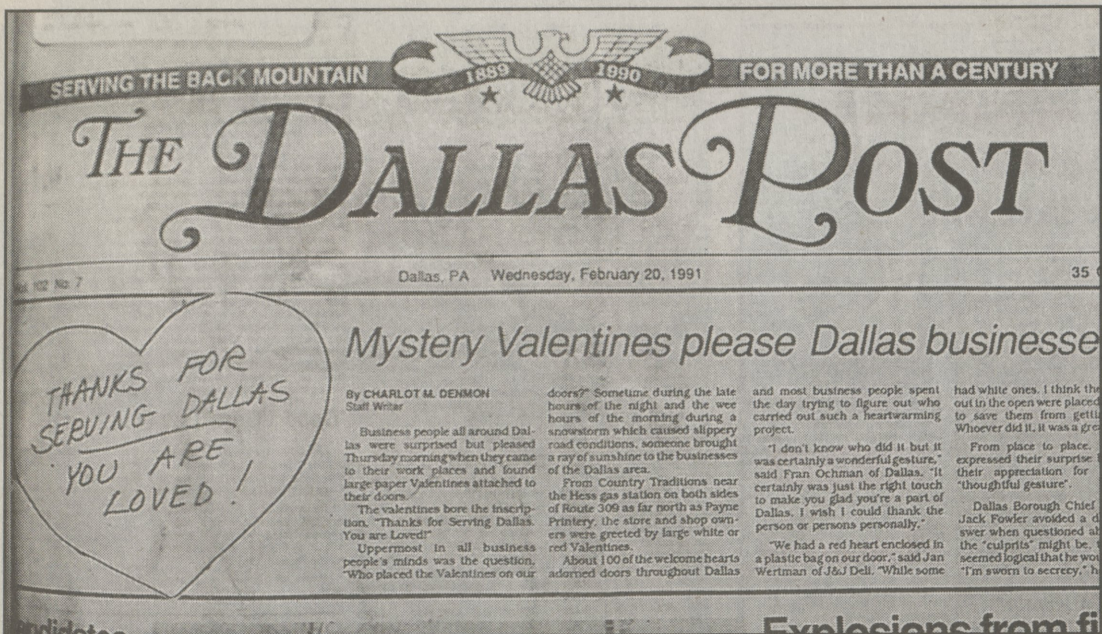 SERVING THE BACK MOUNTAIN
1889 1990
FOR MORE THAN A CENTURY
THE DALLAS POST
102 No. 7
Dallas, PA Wednesday, February 20, 1991
35
THANKS FOR
SERVING DALLAS
YOU ARE
LOVED!
Mystery Valentines please Dallas businesse
By CHARLOT M. DENMON
Staff Writer
Business people all around Dal-
las were surprised but pleased
Thursday morning when they came
to their work places and found
large paper Valentines attached to
their doors.
The valentines bore the inscrip-
tion, "Thanks for Serving Dallas.
You are Loved!"
Uppermost in all business
people's minds was the question,
"Who placed the Valentines on our
doors?" Sometime during the late
hours of the night and the wee
hours of the morning during a
snowstorm which caused slippery
road conditions, someone brought
a ray of sunshine to the businesses
of the Dallas area.
From Country Traditions near
the Hess gas station on both sides
of Route 309 as far north as Payne
Printery, the store and shop own-
ers were greeted by large white or
red Valentines.
About 100 of the welcome hearts
adorned doors throughout Dallas
and most business people spent
the day trying to figure out who
carried out such a heartwarming
project.
"I don't know who did it but it
was certainly a wonderful gesture,"
said Fran Ochman of Dallas. "It
certainly was just the right touch
to make you glad you're a part of
Dallas. I wish I could thank the
person or persons personally."
"We had a red heart enclosed in
a plastic bag on our door," said Jan
Wertman of J&J Deli. "While some
had white ones. I think the
out in the open were placed
to save them from getti
Whoever did it, it was a gre
From place to place,
expressed their surprise
their appreciation for
"thoughtful gesture".
Dallas Borough Chief
Jack Fowler avoided a d
swer when questioned ab
the "culprits" might be,
seemed logical that he wou
"I'm sworn to secrecy," h
ndidates
Explosions from fi